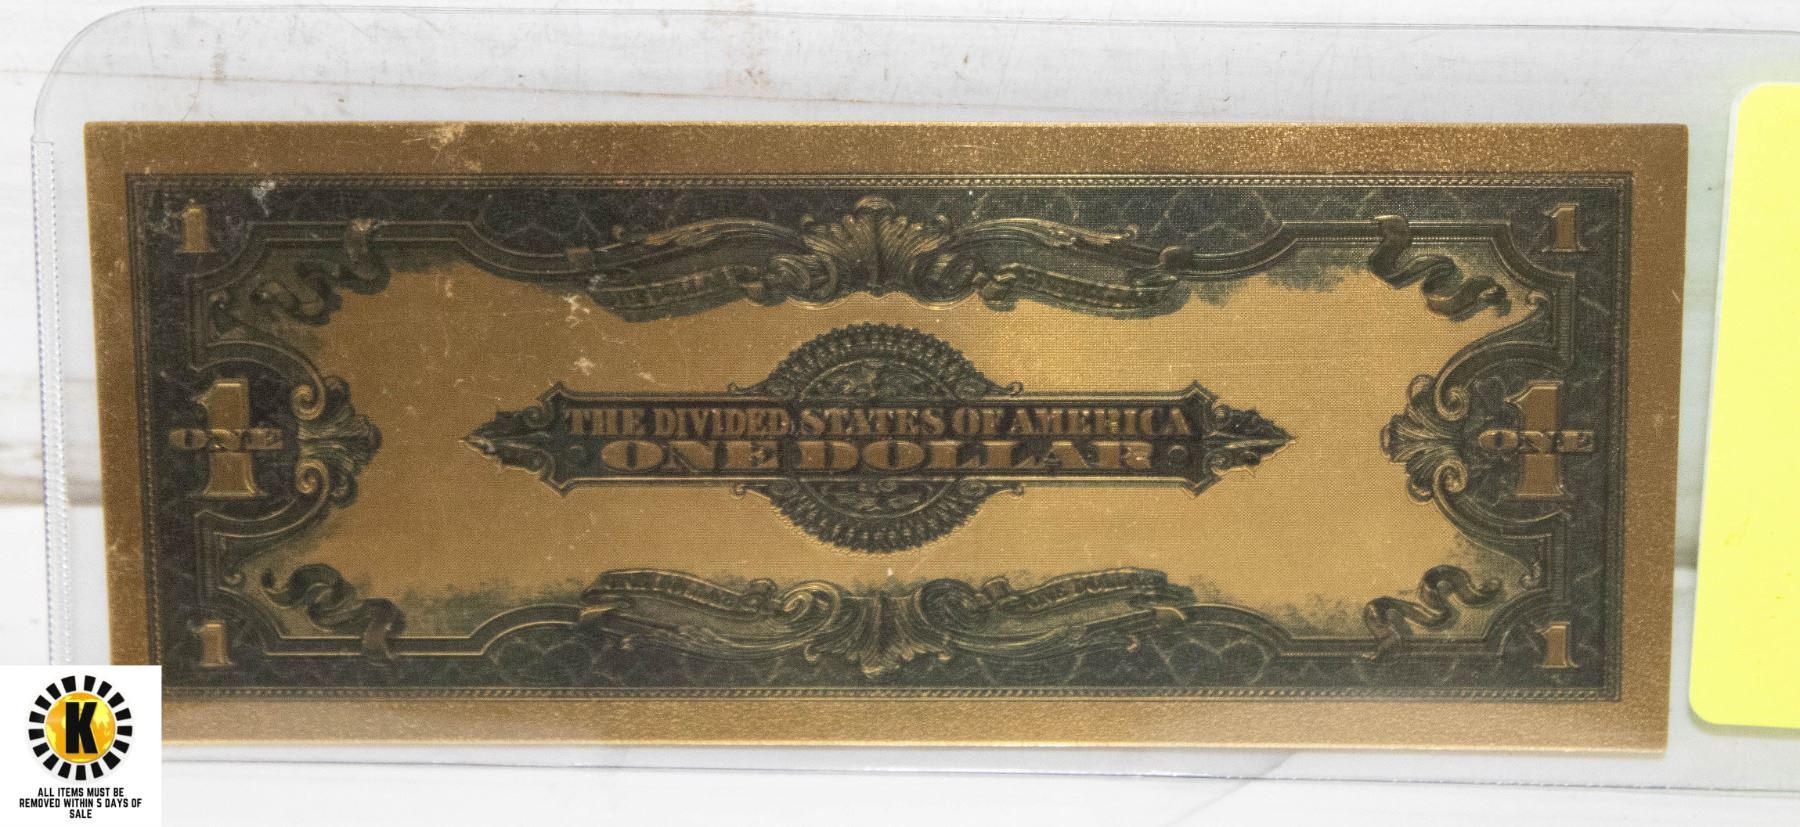 1 1
THE DIVIDED STATES OF AMERICA
ONE DOLLAR
ONE 1 ONE 1
1 1
K
ALL ITEMS MUST BE
REMOVED WITHIN 5 DAYS OF
SALE